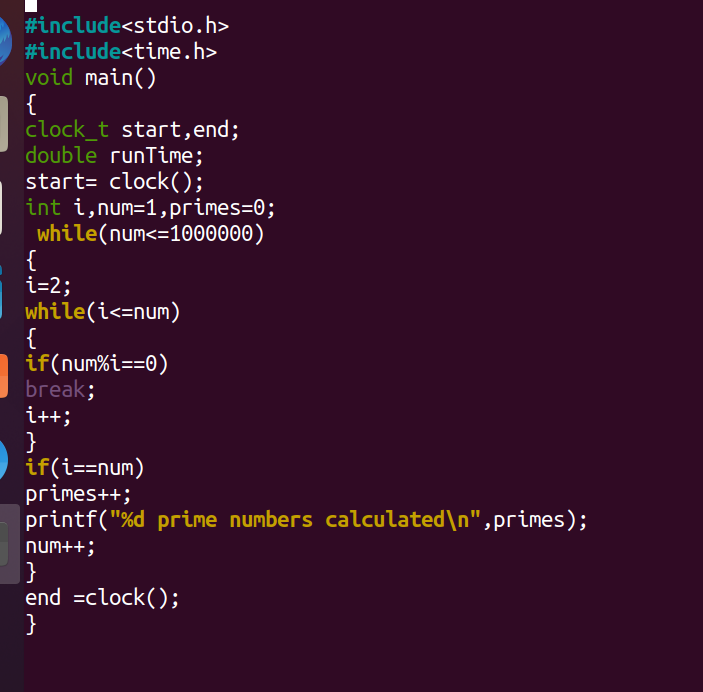 #include<stdio.h>
#include<time.h>
void main()
{
clock_t start,end;
double runTime;
start= clock();
int i,num=1,primes=0;
 while(num<=1000000)
{
i=2;
while(i<=num)
{
if(num%i==0)
break;
i++;
}
if(i==num)
primes++;
printf("%d prime numbers calculated\n",primes);
num++;
}
end =clock();
}